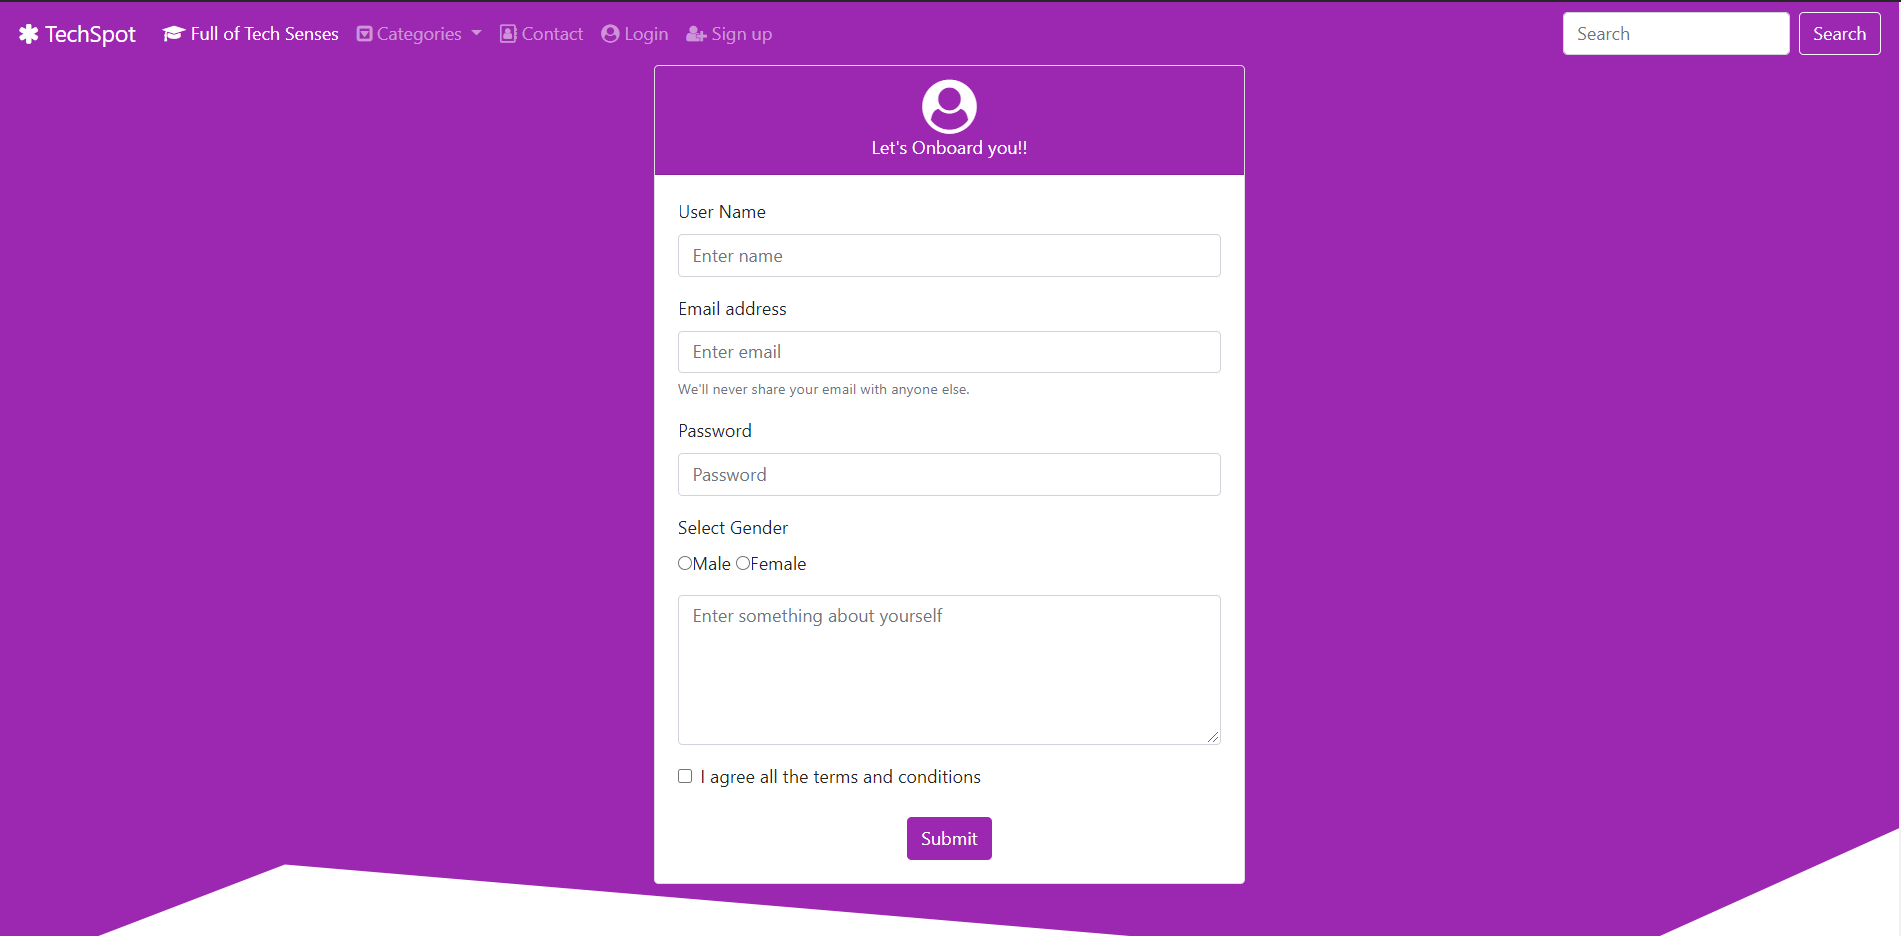 TechSpot Full of Tech Senses Categories Contact Login Sign up Search Search
Let's Onboard you!!
User Name
Enter name
Email address
Enter email
We'll never share your email with anyone else.
Password
Password
Select Gender
Male Female
Enter something about yourself
I agree all the terms and conditions
Submit